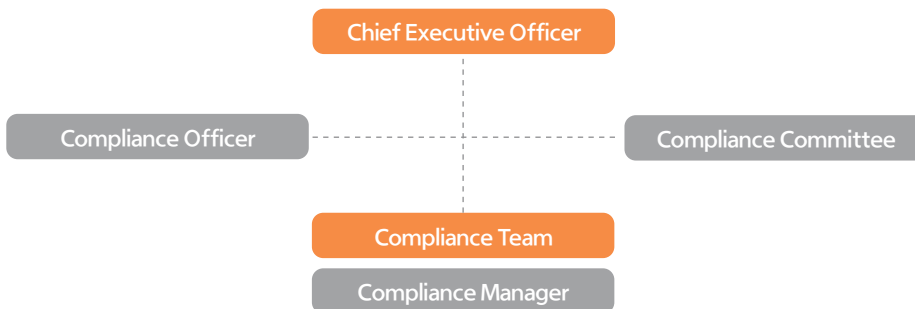 Chief Executive Officer
Compliance Officer
Compliance Committee
Compliance Team
Compliance Manager